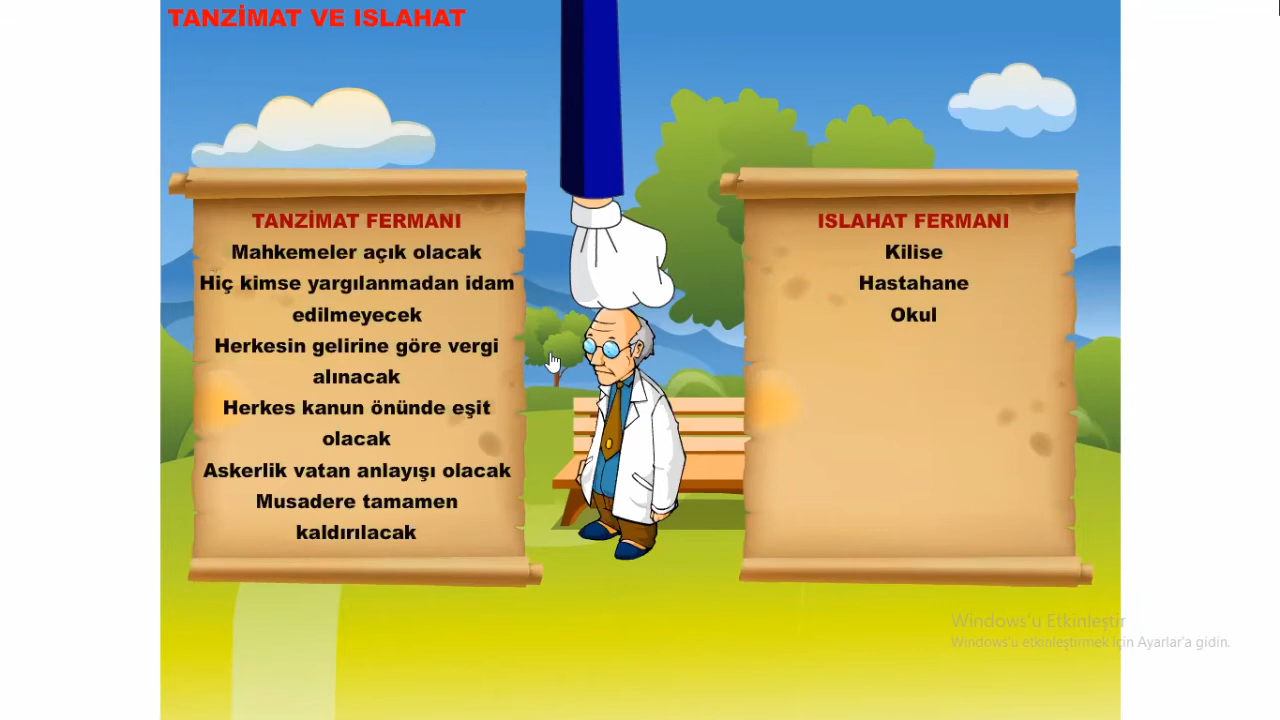 TANZİMAT VE ISLAHAT
TANZİMAT FERMANI
Mahkemeler açık olacak
Hiç kimse yargılanmadan idam
edilmeyecek
Herkesin gelirine göre vergi
alınacak
Herkes kanun önünde eşit
olacak
Askerlik vatan anlayışı olacak
Musadere tamamen
kaldırılacak
ISLAHAT FERMANI
Kilise
Hastahane
Okul
Windows'u Etkinleştir
Windows'u etkinleştirmek için Ayarlar'a gidin.